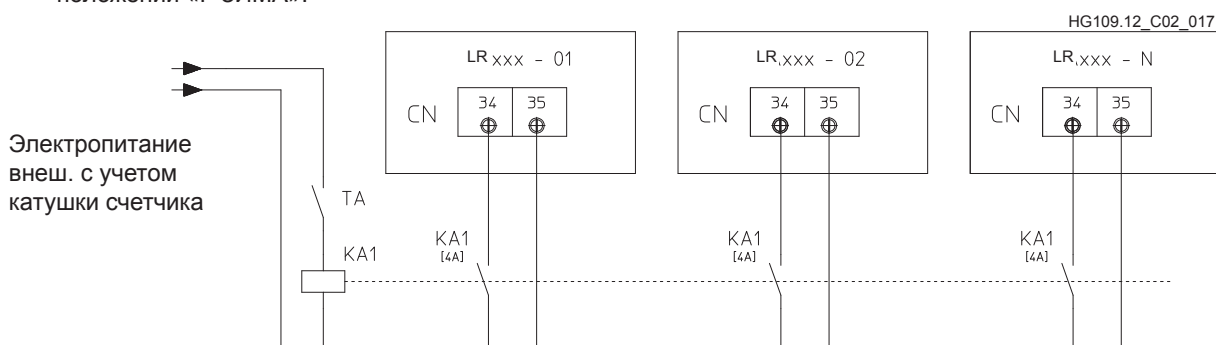 HG109.12_C02_017
LR xxx - 01
LR.xxx - 02
LR.xxx - N
CN 34 35
CN 34 35
CN 34 35
Электропитание
внеш. с учетом
катушки счетчика
TA
KA1
KA1
[4A]
KA1
[4A]
KA1
[4A]